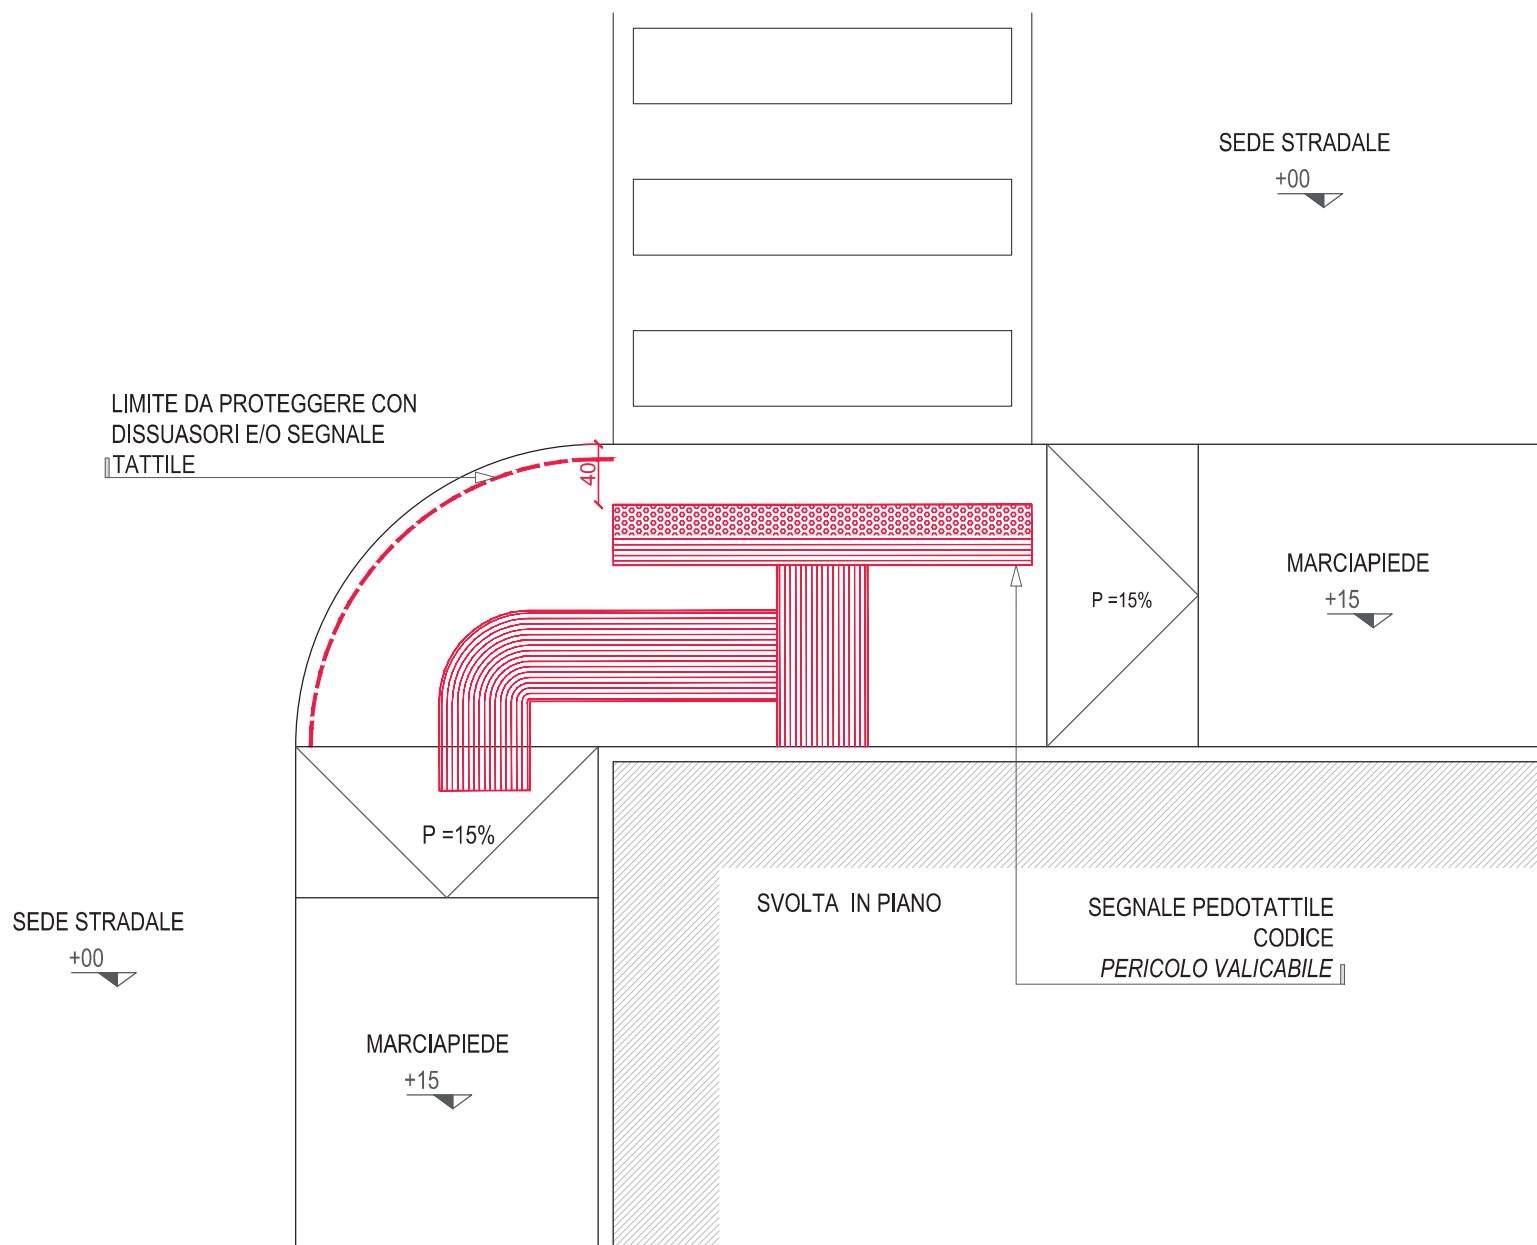 SEDE STRADALE
+00
LIMITE DA PROTEGGERE CON
DISSUASORI E/O SEGNALE
TATTILE
40
MARCIAPIEDE
+15
P =15%
P =15%
SVOLTA IN PIANO
SEGNALE PEDOTATTILE
CODICE
PERICOLO VALICABILE
SEDE STRADALE
+00
MARCIAPIEDE
+15